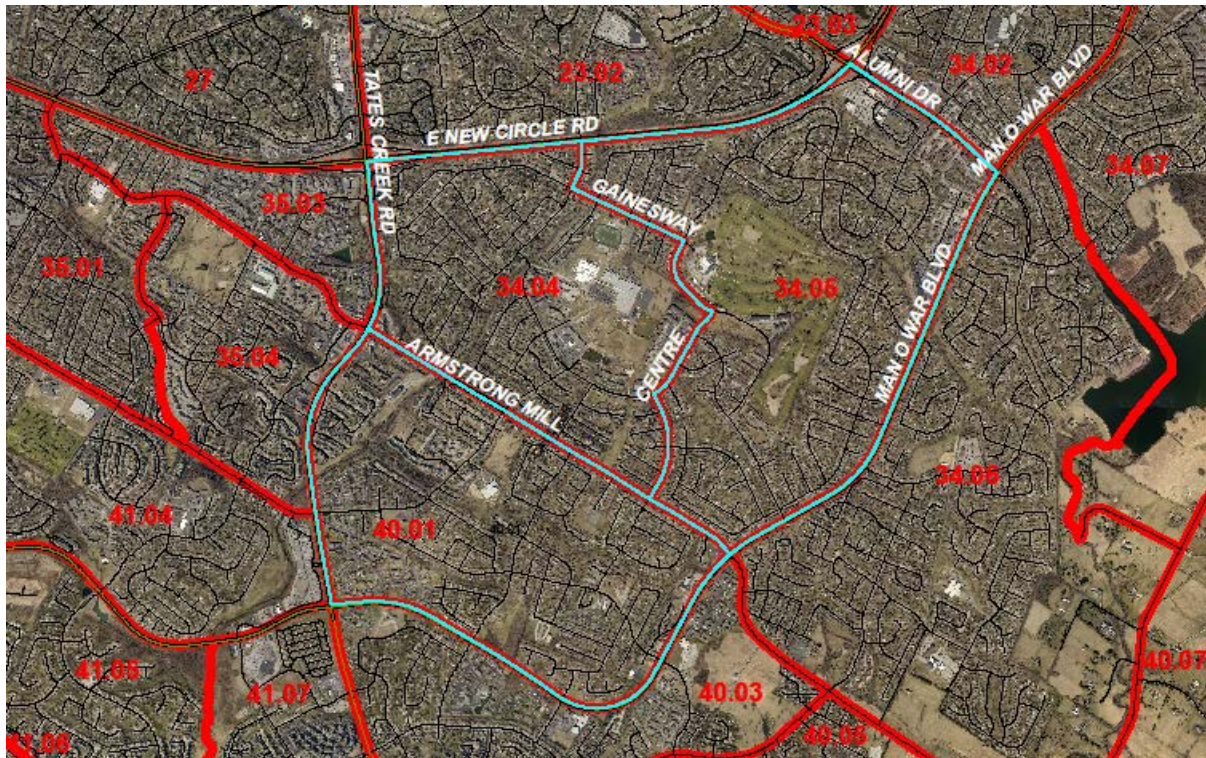 23.03
27
23.02
ALUMNI DR
34.02
MAN O WAR BLVD
TATES CREEK RD
E NEW CIRCLE RD
34.07
35.03
GAINESWAY
35.01
34.04
34.05
MAN O WAR BLVD
35.04
ARMSTRONG MILL
CENTRE
34.06
41.04
40.01
41.05
41.07
40.03
40.07
40.05